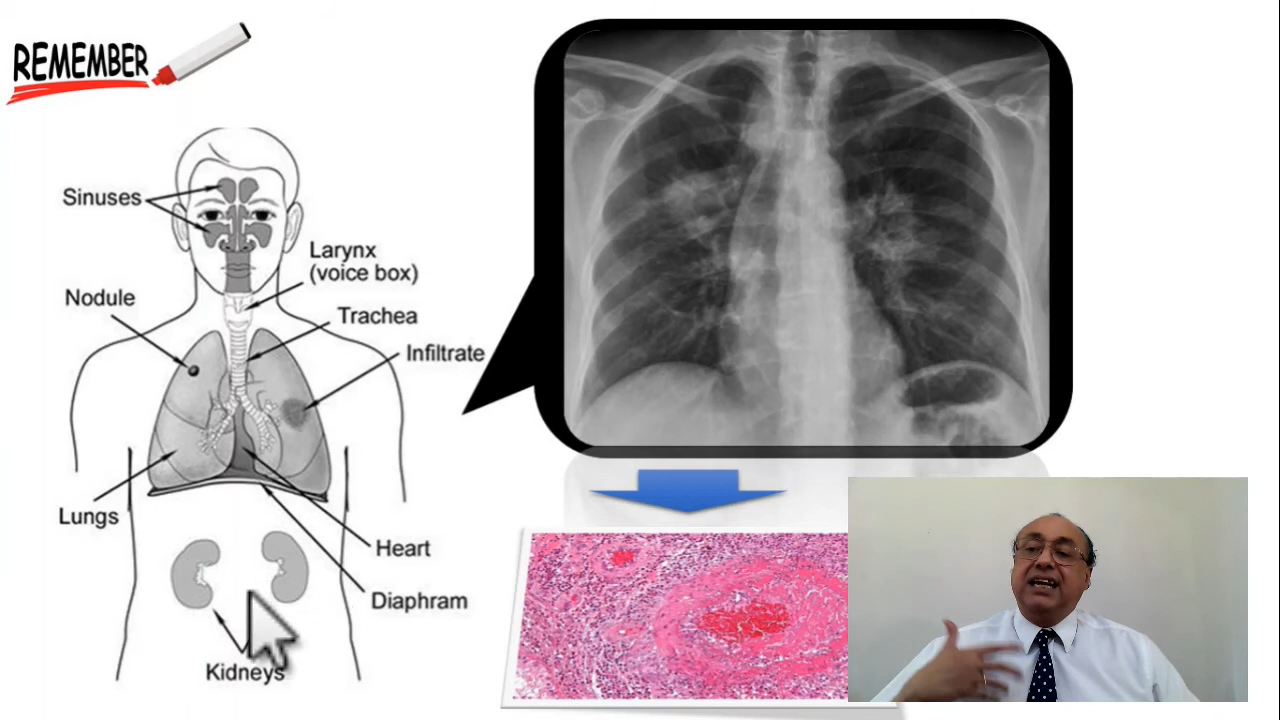 REMEMBER
Sinuses
Larynx
(voice box)
Nodule
Trachea
Infiltrate
Lungs
Heart
Diaphram
Kidneys